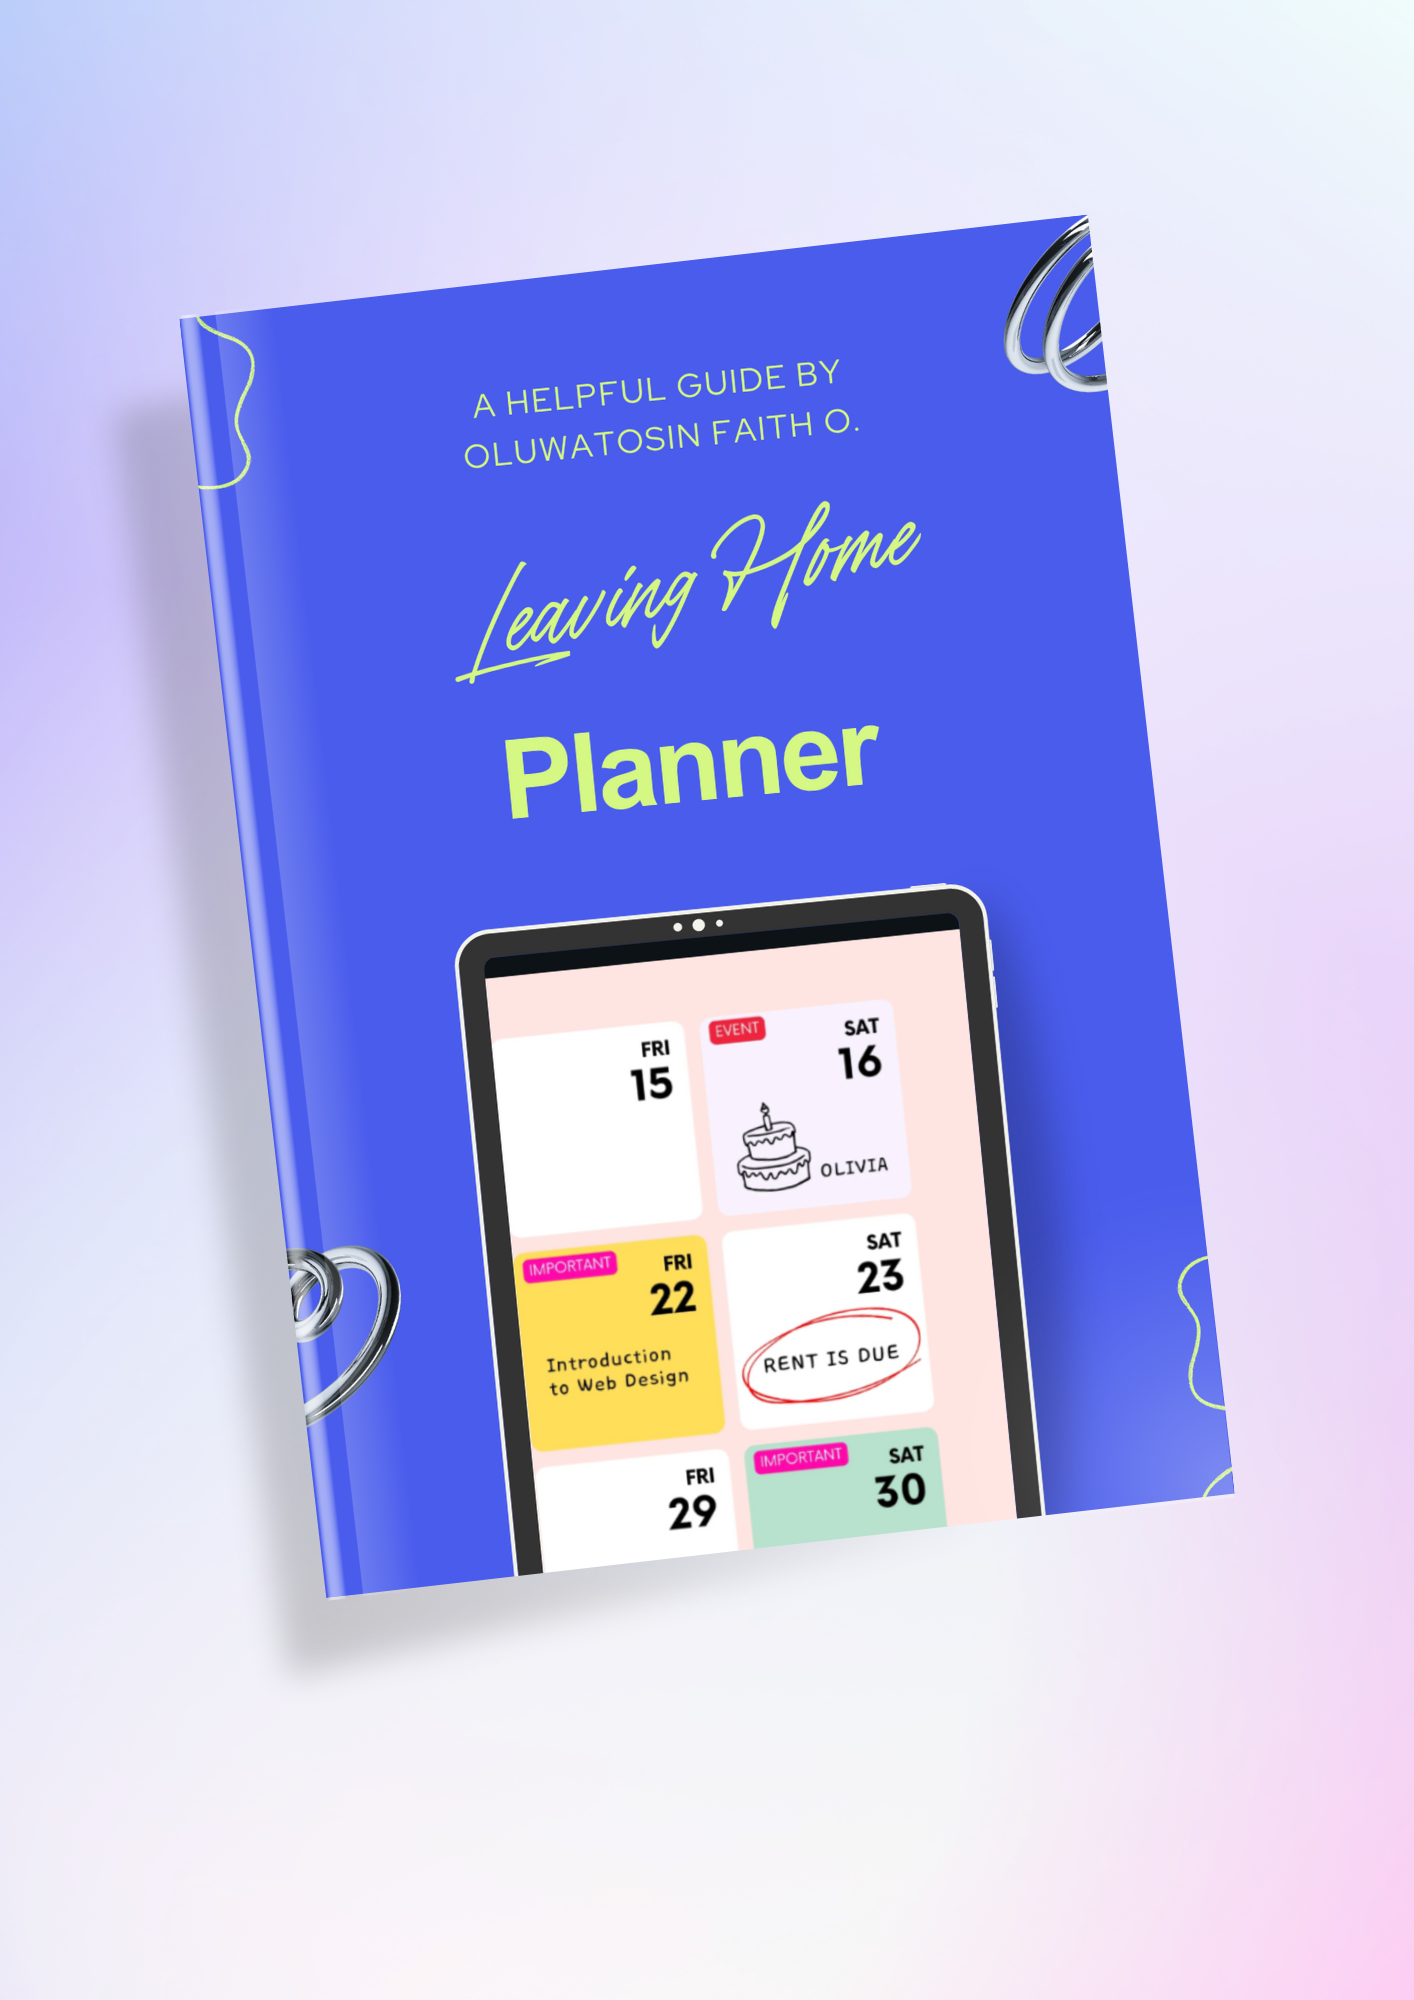 A HELPFUL GUIDE BY
OLUWATOSIN FAITH O.
Leaving Home
Planner
FRI
15
EVENT
SAT
16
OLIVIA
IMPORTANT
FRI
22
Introduction
to Web Design
SAT
23
RENT IS DUE
FRI
29
IMPORTANT
SAT
30